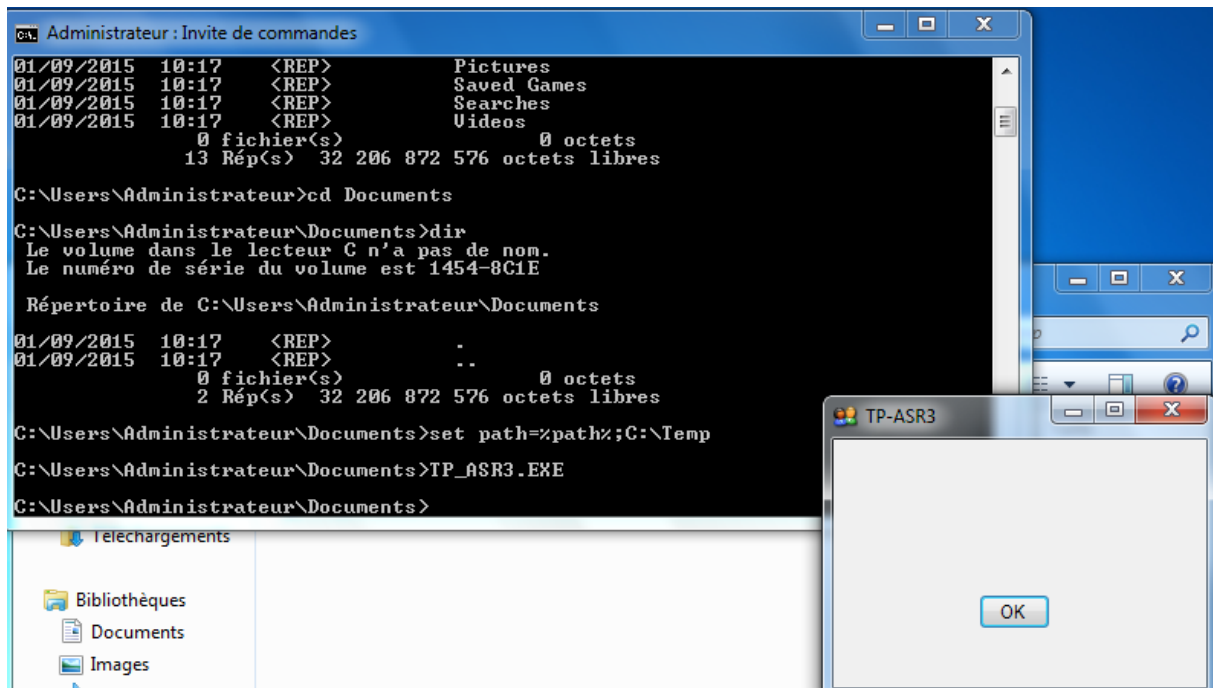 Administrateur : Invite de commandes
01/09/2015  10:17    <REP>          Pictures
01/09/2015  10:17    <REP>          Saved Games
01/09/2015  10:17    <REP>          Searches
01/09/2015  10:17    <REP>          Videos
0 fichier(s)                0 octets
13 Rép(s)  32 206 872 576 octets libres
C:\Users\Administrateur>cd Documents
C:\Users\Administrateur\Documents>dir
Le volume dans le lecteur C n'a pas de nom.
Le numéro de série du volume est 1454-8C1E
Répertoire de C:\Users\Administrateur\Documents
01/09/2015  10:17    <REP>          .
01/09/2015  10:17    <REP>          ..
0 fichier(s)                0 octets
2 Rép(s)  32 206 872 576 octets libres
C:\Users\Administrateur\Documents>set path=%path%;C:\Temp
C:\Users\Administrateur\Documents>TP_ASR3.EXE
C:\Users\Administrateur\Documents>
TP-ASR3
OK
Téléchargements
Bibliothèques
Documents
Images